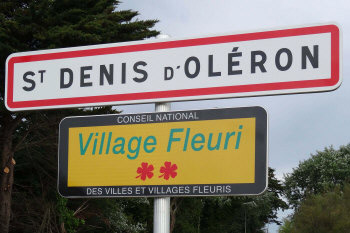 ST DENIS D'OLÉRON
CONSEIL NATIONAL
Village Fleuri
DES VILLES ET VILLAGES FLEURIS